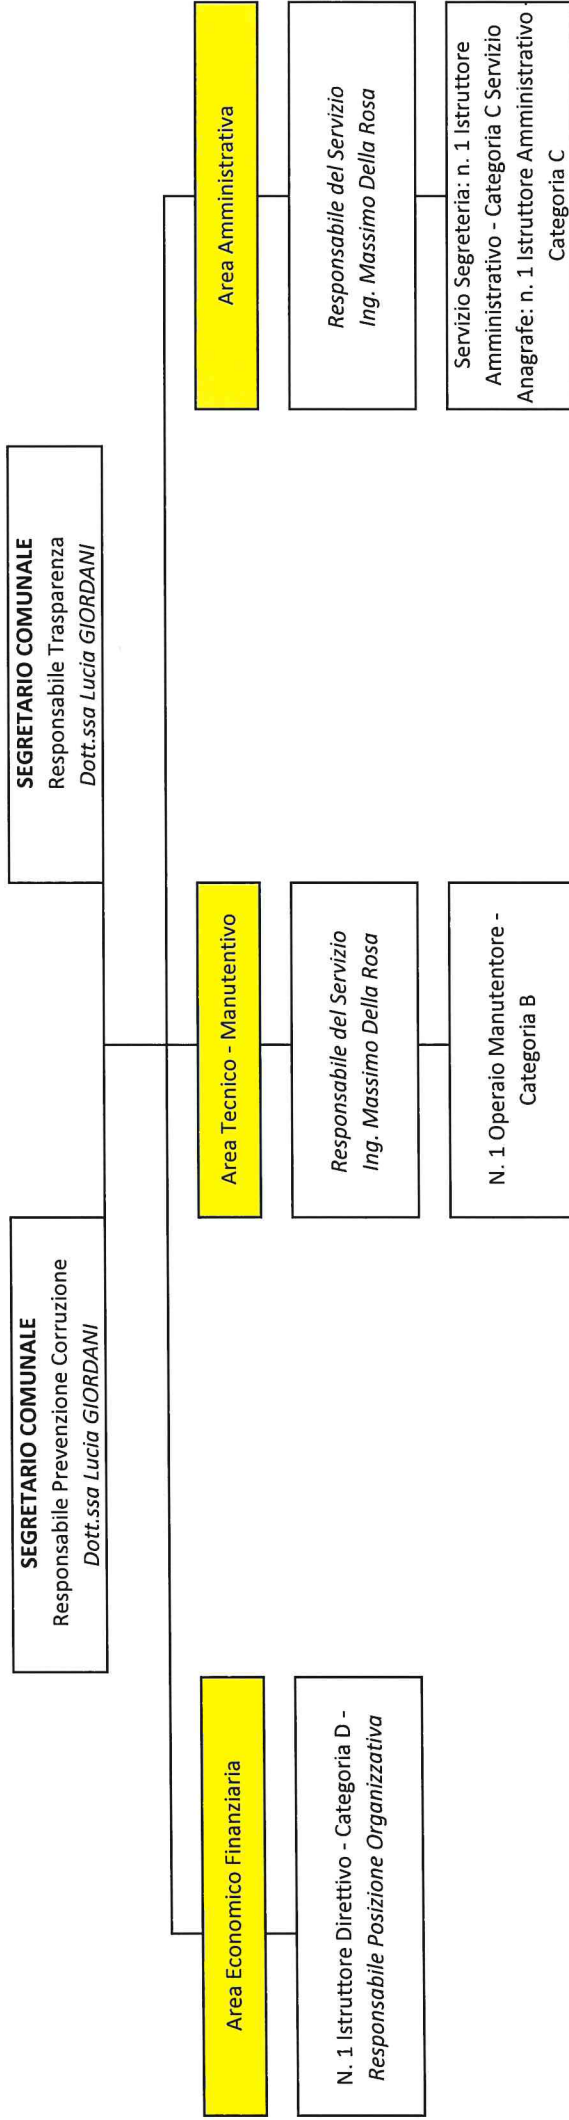 SEGRETARIO COMUNALE
Responsabile Prevenzione Corruzione
Dott.ssa Lucia GIORDANI
SEGRETARIO COMUNALE
Responsabile Trasparenza
Dott.ssa Lucia GIORDANI
Area Economico Finanziaria
N. 1 Istruttore Direttivo - Categoria D -
Responsabile Posizione Organizzativa
Area Tecnico - Manutentivo
Responsabile del Servizio
Ing. Massimo Della Rosa
N. 1 Operaio Manutentore -
Categoria B
Area Amministrativa
Responsabile del Servizio
Ing. Massimo Della Rosa
Servizio Segreteria: n. 1 Istruttore
Amministrativo - Categoria C Servizio
Anagrafe: n. 1 Istruttore Amministrativo -
Categoria C